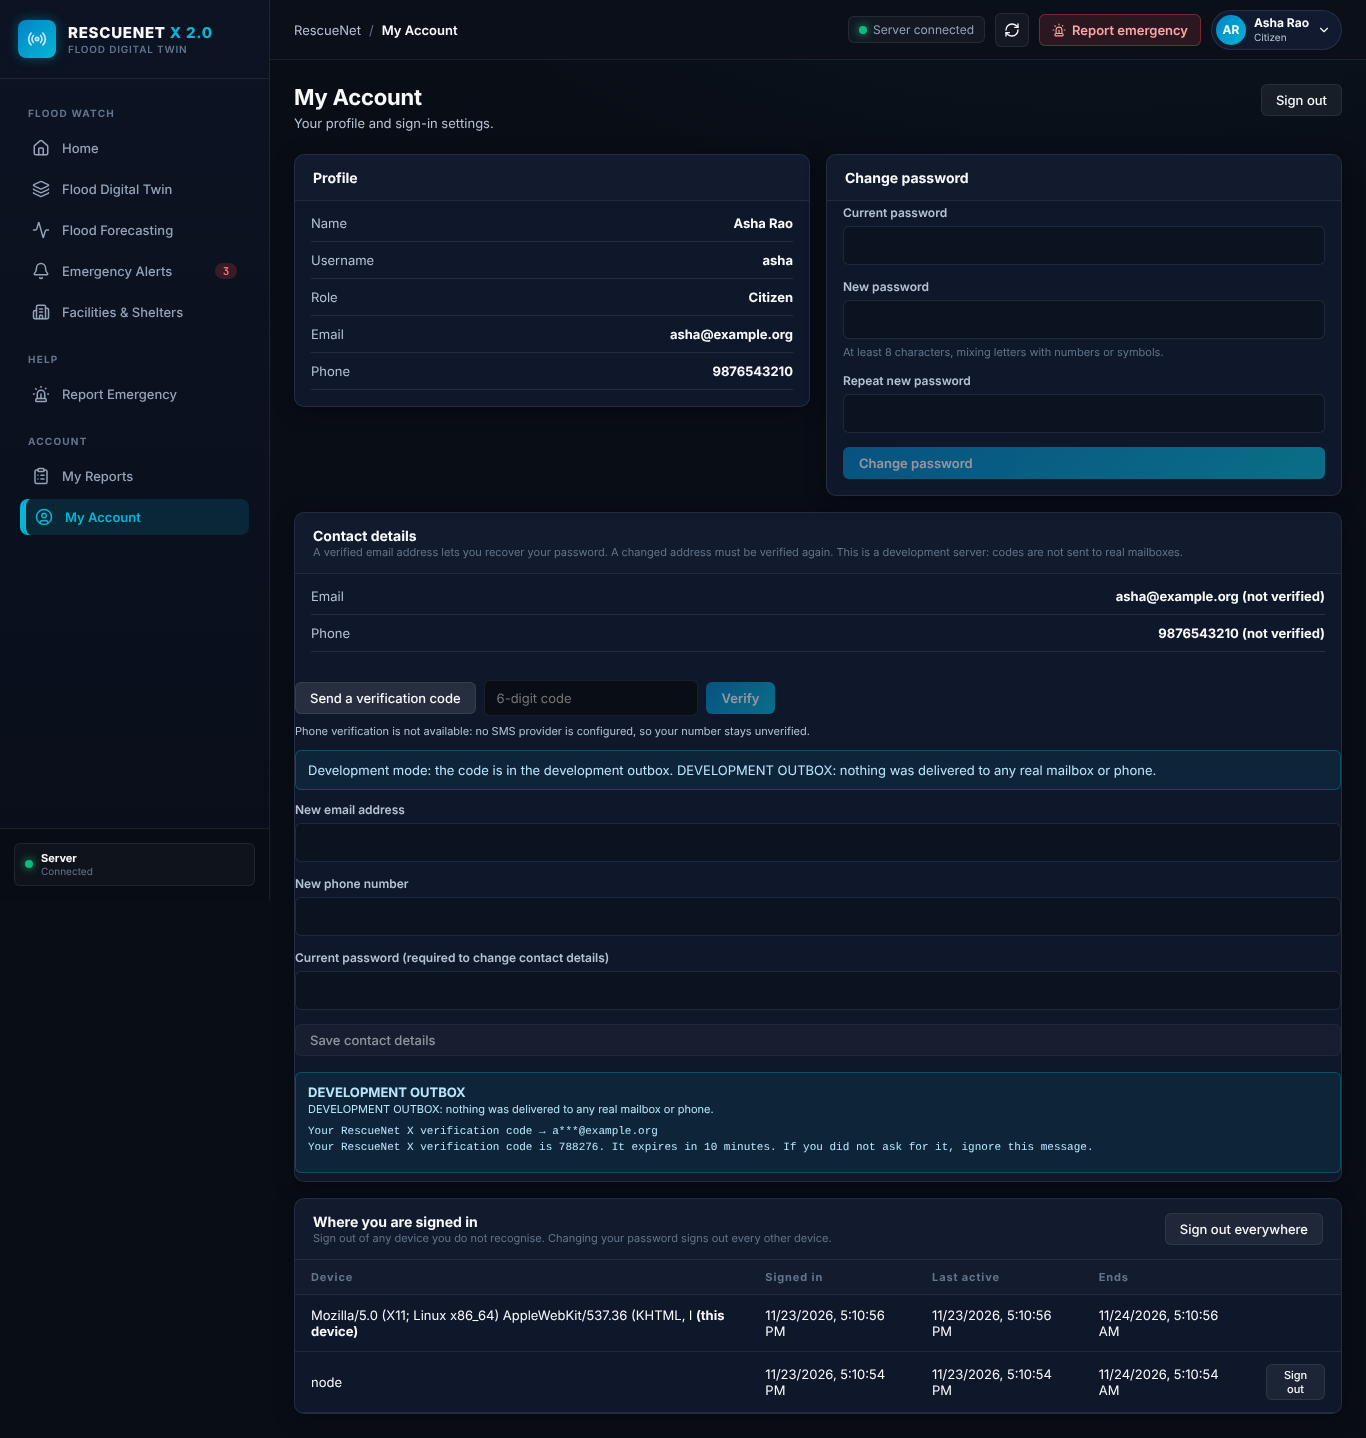 RESCUENET X 2.0
FLOOD DIGITAL TWIN
FLOOD WATCH
Home
Flood Digital Twin
Flood Forecasting
Emergency Alerts 3
Facilities & Shelters
HELP
Report Emergency
ACCOUNT
My Reports
My Account
Server
Connected
RescueNet / My Account
Server connected
Report emergency
AR
Asha Rao
Citizen
My Account
Your profile and sign-in settings.
Sign out
Profile
Name Asha Rao
Username asha
Role Citizen
Email asha@example.org
Phone 9876543210
Change password
Current password
New password
At least 8 characters, mixing letters with numbers or symbols.
Repeat new password
Change password
Contact details
A verified email address lets you recover your password. A changed address must be verified again. This is a development server: codes are not sent to real mailboxes.
Email asha@example.org (not verified)
Phone 9876543210 (not verified)
Send a verification code 6-digit code Verify
Phone verification is not available: no SMS provider is configured, so your number stays unverified.
Development mode: the code is in the development outbox. DEVELOPMENT OUTBOX: nothing was delivered to any real mailbox or phone.
New email address
New phone number
Current password (required to change contact details)
Save contact details
DEVELOPMENT OUTBOX
DEVELOPMENT OUTBOX: nothing was delivered to any real mailbox or phone.
Your RescueNet X verification code → a***@example.org
Your RescueNet X verification code is 788276. It expires in 10 minutes. If you did not ask for it, ignore this message.
Where you are signed in
Sign out of any device you do not recognise. Changing your password signs out every other device.
Sign out everywhere
Device Signed in Last active Ends
Mozilla/5.0 (X11; Linux x86_64) AppleWebKit/537.36 (KHTML, l (this
device)
11/23/2026, 5:10:56
PM
11/23/2026, 5:10:56
PM
11/24/2026, 5:10:56
AM
node
11/23/2026, 5:10:54
PM
11/23/2026, 5:10:54
PM
11/24/2026, 5:10:54
AM
Sign
out